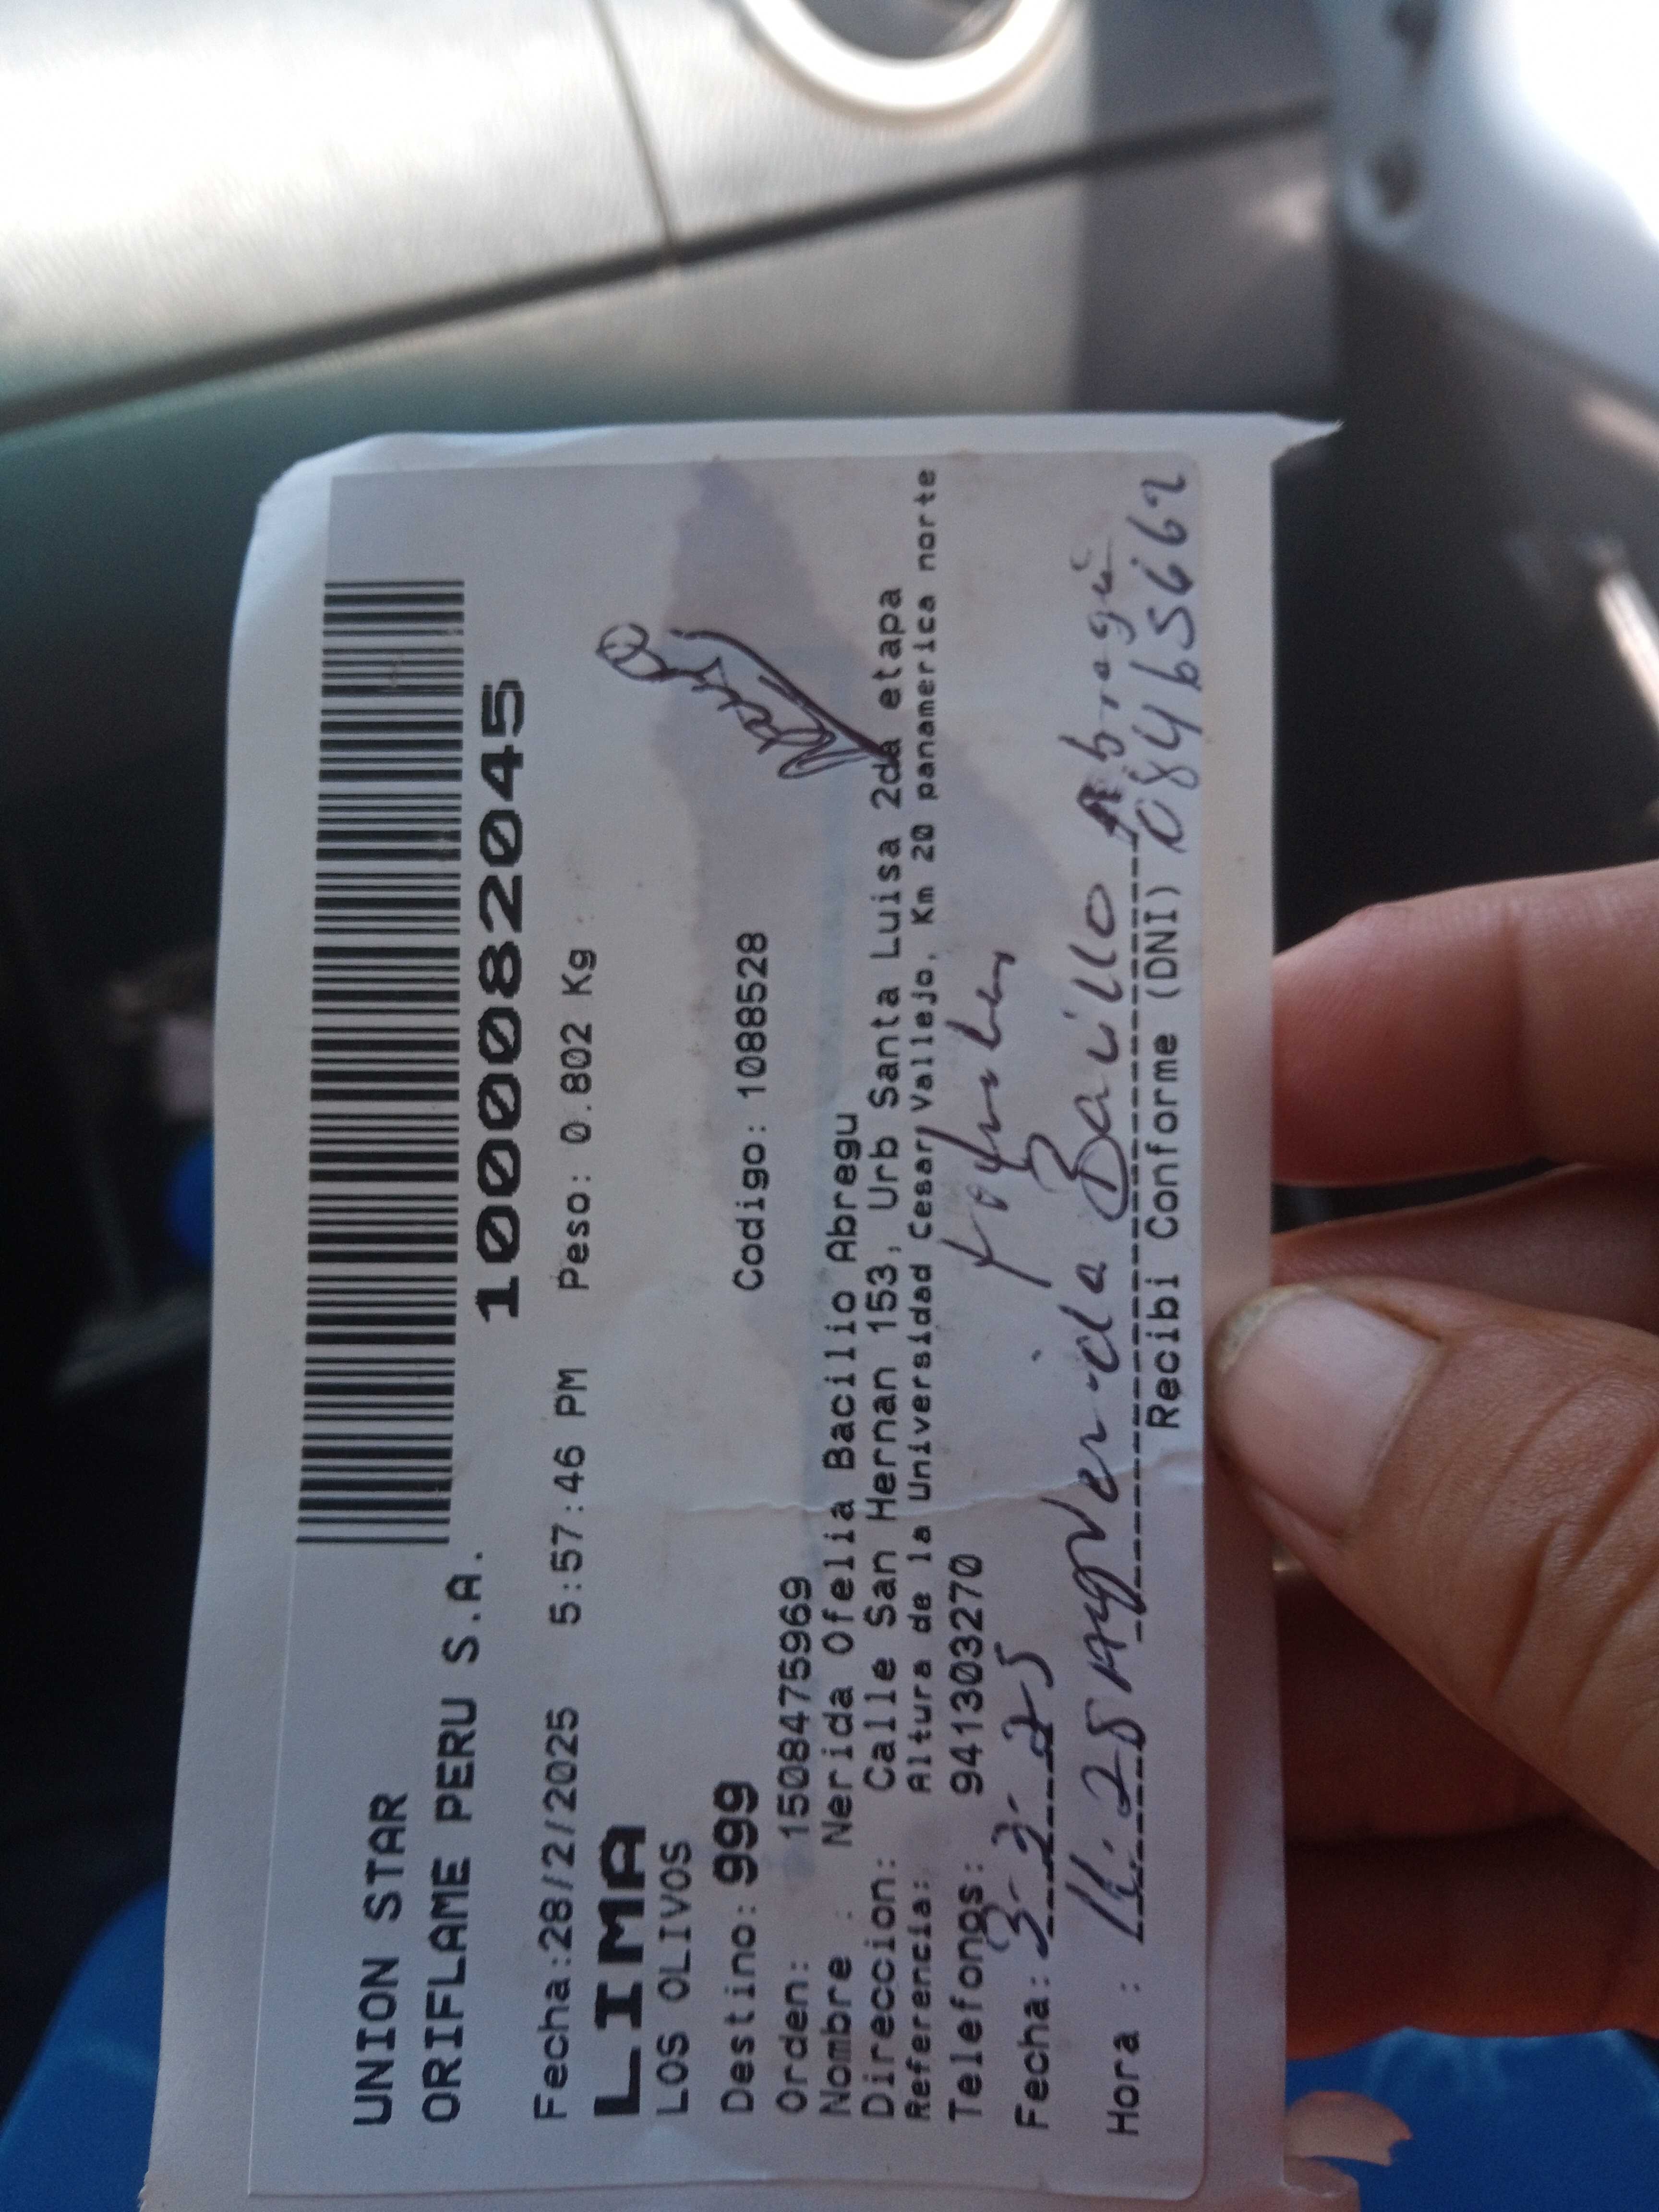 UNION STAR
ORIFLAME PERU S.A.
1000082045
Fecha:28/2/2025 5:57:46 PM Peso: 0.802 Kg
LIMA
LOS OLIVOS
Destino: 999 Codigo: 1088528
Orden: 1508475969
Nombre : Nerida Ofelia Bacilio Abregu
Direccion: Calle San Hernan 153, Urb Santa Luisa 2da etapa
Referencia: Altura de la Universidad Cesar Vallejo, Km 20 panamerica norte
Telefonos: 941303270
Fecha: 3-3-25
Hora : 11:28 Nerida Bacilio Abregú
Recibi Conforme (DNI) 08465662